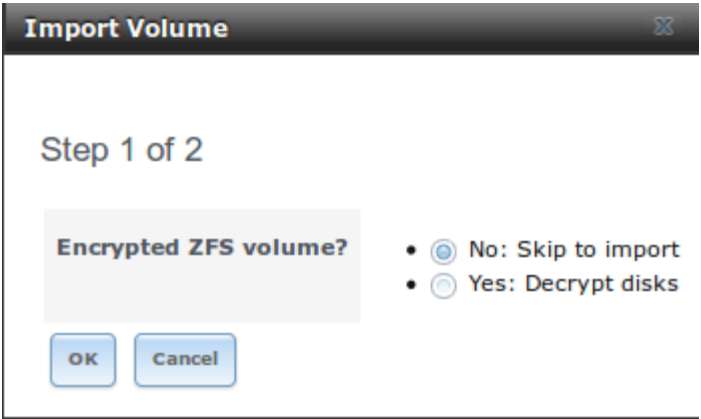 Import Volume
Step 1 of 2
Encrypted ZFS volume?
No: Skip to import
Yes: Decrypt disks
OK
Cancel